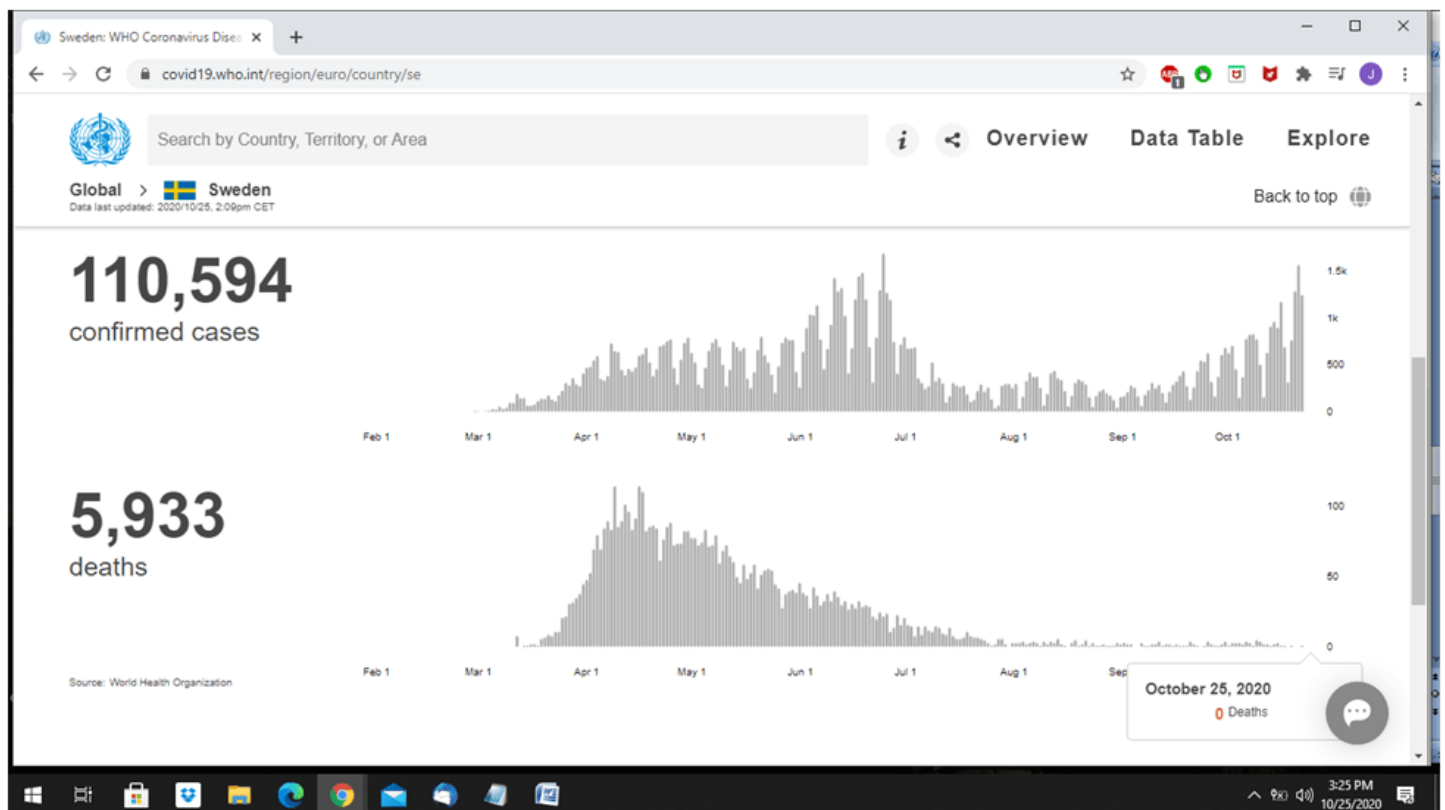 Sweden: WHO Coronavirus Disea
covid19.who.int/region/euro/country/se
ABP
1
J
Search by Country, Territory, or Area
i
Overview
Data Table
Explore
Global > Sweden
Data last updated: 2020/10/25, 2:09pm CET
Back to top
110,594
confirmed cases
1.5k
1k
500
0
Feb 1
Mar 1
Apr 1
May 1
Jun 1
Jul 1
Aug 1
Sep 1
Oct 1
5,933
deaths
100
50
0
Feb 1
Mar 1
Apr 1
May 1
Jun 1
Jul 1
Aug 1
Sep
Source: World Health Organization
October 25, 2020
0 Deaths
3:25 PM
10/25/2020